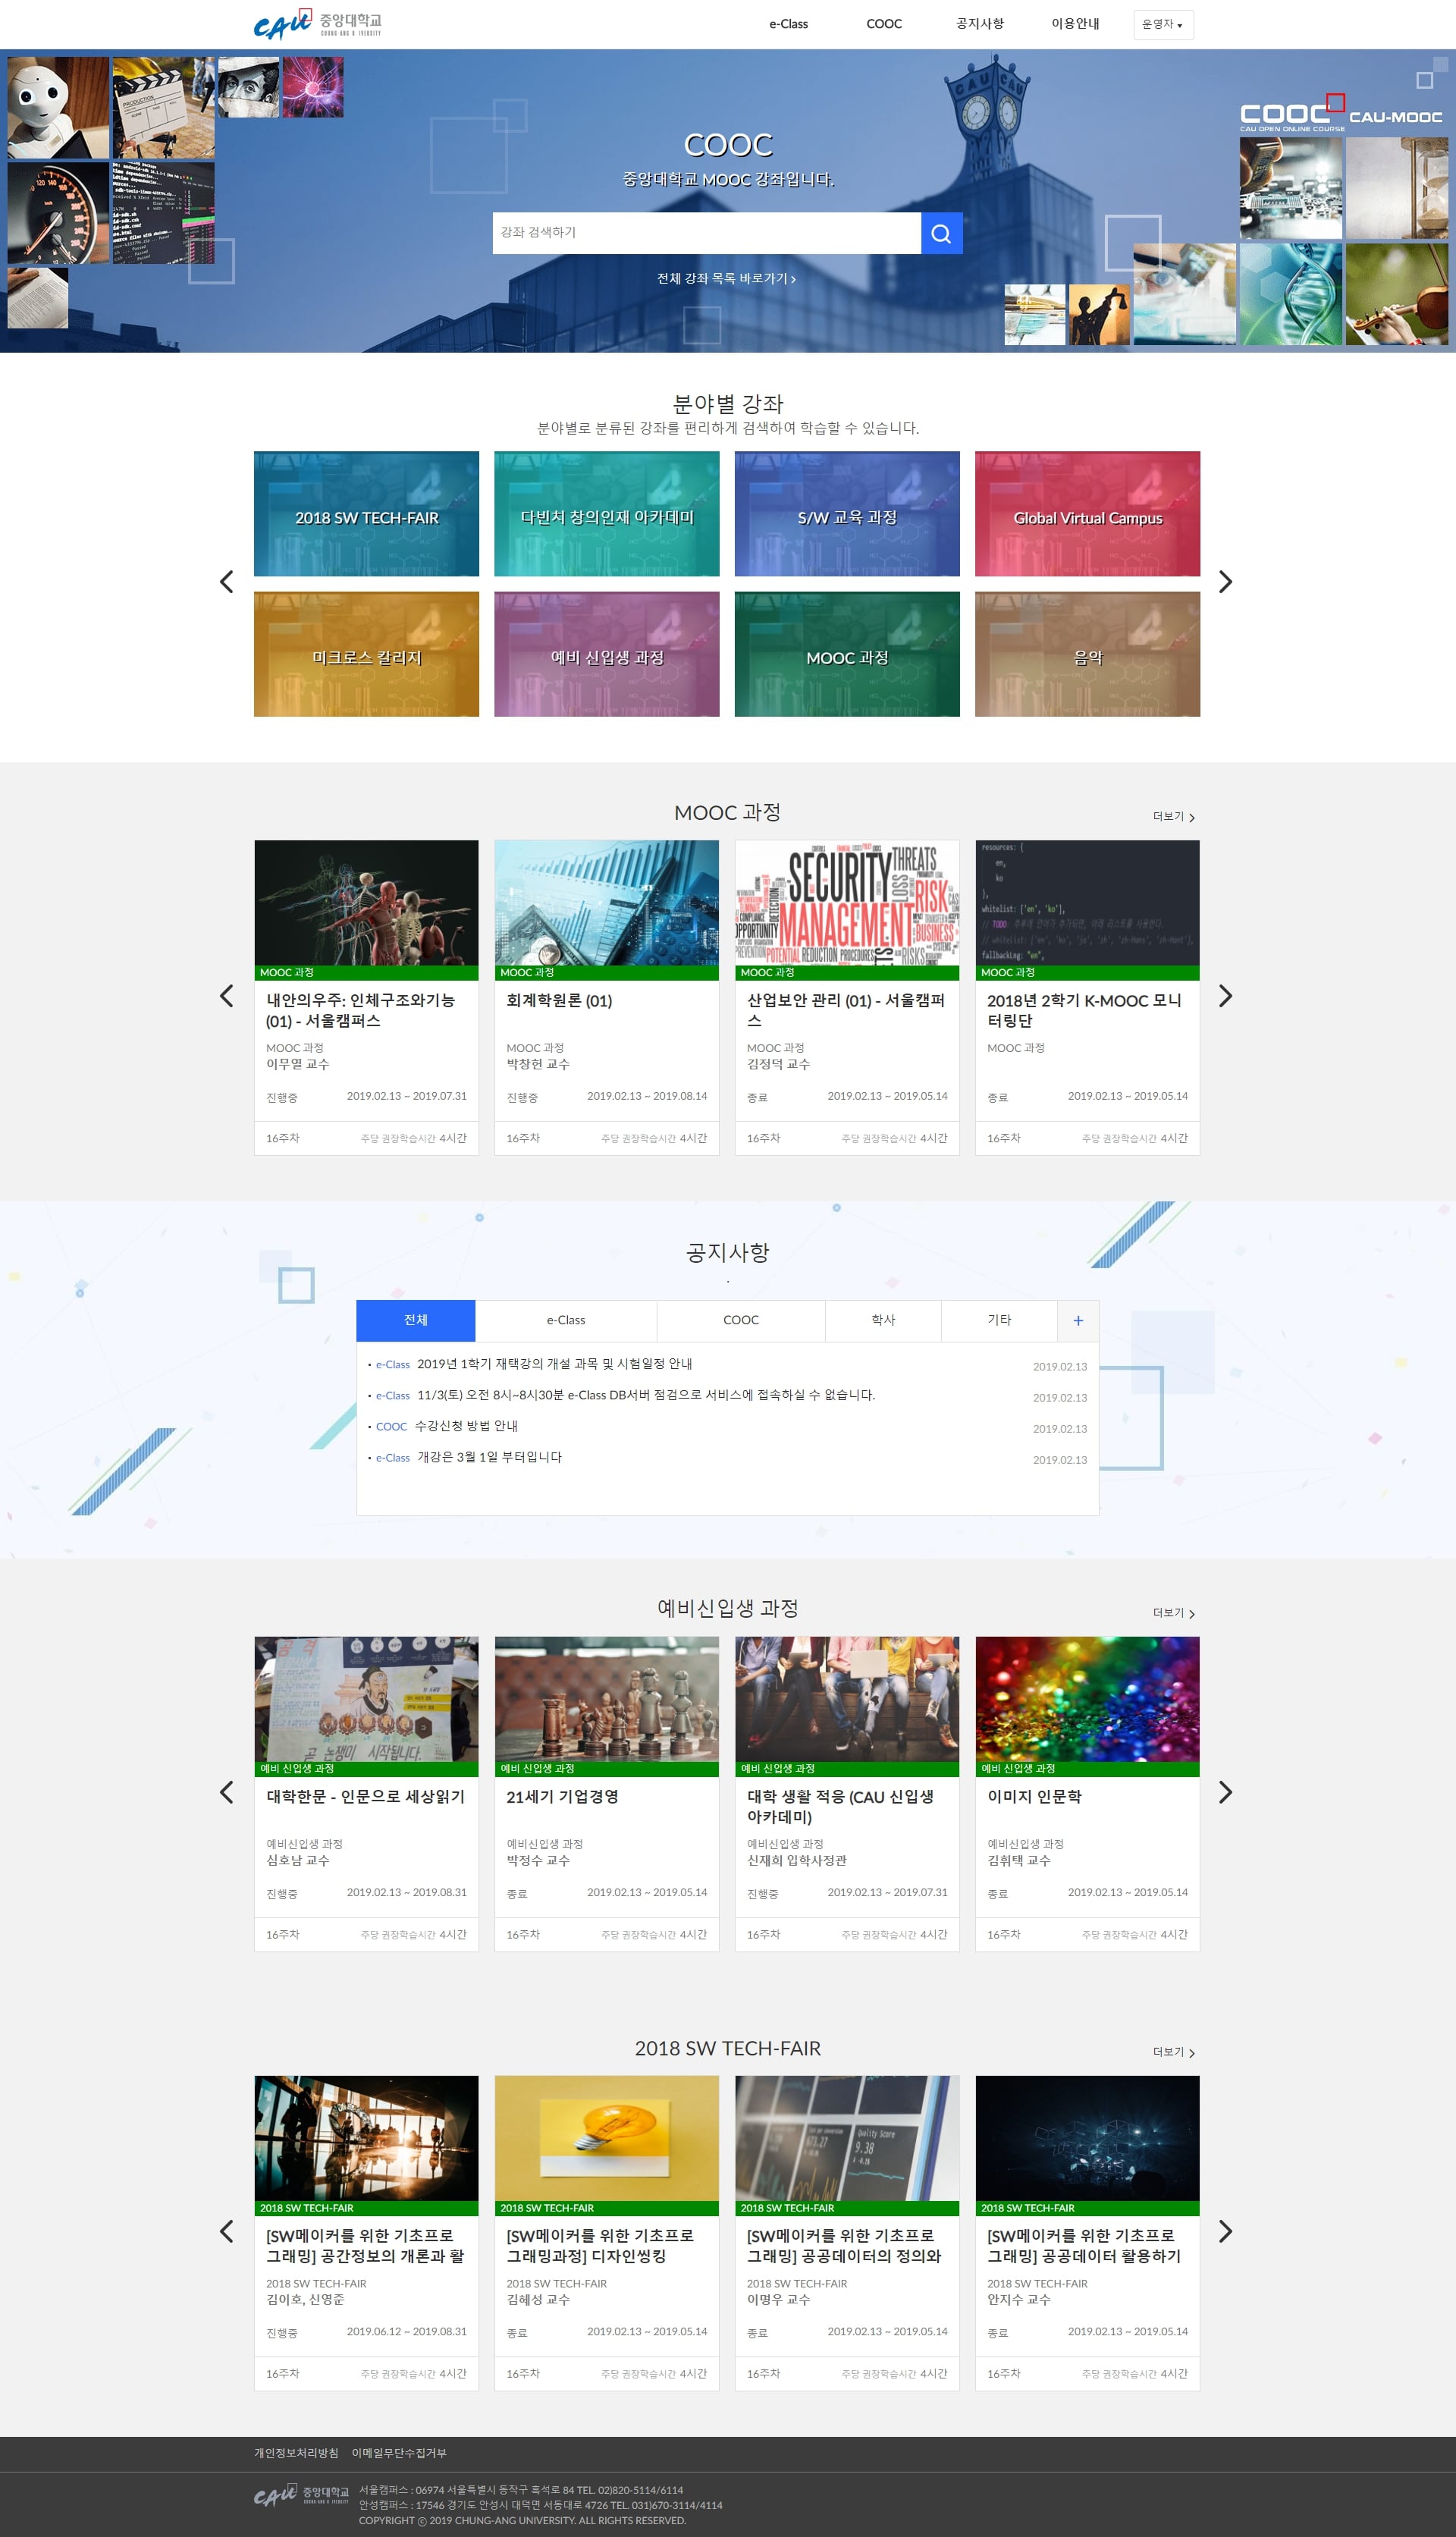 CAU 중앙대학교
e-Class COOC 공지사항 이용안내 운영자
COOC CAU-MOOC
CAU OPEN ONLINE COURSE
COOC
중앙대학교 MOOC 강좌입니다.
강좌 검색하기
전체 강좌 목록 바로가기
분야별 강좌
분야별로 분류된 강좌를 편리하게 검색하여 학습할 수 있습니다.
2018 SW TECH-FAIR
다빈치 창의인재 아카데미
S/W 교육 과정
Global Virtual Campus
미크로스 칼리지
예비 신입생 과정
MOOC 과정
음악
MOOC 과정
더보기
MOOC 과정
내안의우주: 인체구조와기능
(01) - 서울캠퍼스
MOOC 과정
이무열 교수
진행중 2019.02.13 ~ 2019.07.31
16주차 주당 권장학습시간 4시간
MOOC 과정
회계학원론 (01)
MOOC 과정
박창헌 교수
진행중 2019.02.13 ~ 2019.08.14
16주차 주당 권장학습시간 4시간
SECURITY
THREATS
LOSS
RISK
MANAGEMENT
BUSINESS
OPPORTUNITY
PREVENTION
POTENTIAL
REDUCTION
PROCEDURES
MOOC 과정
산업보안 관리 (01) - 서울캠퍼
스
MOOC 과정
김정덕 교수
종료 2019.02.13 ~ 2019.05.14
16주차 주당 권장학습시간 4시간
resources: {
en,
ko
},
whitelist: ['en', 'ko'],
fallbacklng: "en",
MOOC 과정
2018년 2학기 K-MOOC 모니
터링단
MOOC 과정
종료 2019.02.13 ~ 2019.05.14
16주차 주당 권장학습시간 4시간
공지사항
.
전체 e-Class COOC 학사 기타 +
· e-Class 2019년 1학기 재택강의 개설 과목 및 시험일정 안내 2019.02.13
· e-Class 11/3(토) 오전 8시~8시30분 e-Class DB서버 점검으로 서비스에 접속하실 수 없습니다. 2019.02.13
· COOC 수강신청 방법 안내 2019.02.13
· e-Class 개강은 3월 1일 부터입니다 2019.02.13
예비신입생 과정
더보기
공격
곧 논쟁이 시작됩니다.
예비 신입생 과정
대학한문 - 인문으로 세상읽기
예비신입생 과정
심호남 교수
진행중 2019.02.13 ~ 2019.08.31
16주차 주당 권장학습시간 4시간
예비 신입생 과정
21세기 기업경영
예비신입생 과정
박정수 교수
종료 2019.02.13 ~ 2019.05.14
16주차 주당 권장학습시간 4시간
예비 신입생 과정
대학 생활 적응 (CAU 신입생
아카데미)
예비신입생 과정
신재희 입학사정관
진행중 2019.02.13 ~ 2019.07.31
16주차 주당 권장학습시간 4시간
예비 신입생 과정
이미지 인문학
예비신입생 과정
김휘택 교수
종료 2019.02.13 ~ 2019.05.14
16주차 주당 권장학습시간 4시간
2018 SW TECH-FAIR
더보기
2018 SW TECH-FAIR
[SW메이커를 위한 기초프로
그래밍] 공간정보의 개론과 활
2018 SW TECH-FAIR
김이호, 신영준
진행중 2019.06.12 ~ 2019.08.31
16주차 주당 권장학습시간 4시간
2018 SW TECH-FAIR
[SW메이커를 위한 기초프로
그래밍과정] 디자인씽킹
2018 SW TECH-FAIR
김혜성 교수
종료 2019.02.13 ~ 2019.05.14
16주차 주당 권장학습시간 4시간
Quality Score
9.38
2018 SW TECH-FAIR
[SW메이커를 위한 기초프로
그래밍] 공공데이터의 정의와
2018 SW TECH-FAIR
이명우 교수
종료 2019.02.13 ~ 2019.05.14
16주차 주당 권장학습시간 4시간
2018 SW TECH-FAIR
[SW메이커를 위한 기초프로
그래밍] 공공데이터 활용하기
2018 SW TECH-FAIR
안지수 교수
종료 2019.02.13 ~ 2019.05.14
16주차 주당 권장학습시간 4시간
개인정보처리방침 이메일무단수집거부
CAU 중앙대학교
서울캠퍼스 : 06974 서울특별시 동작구 흑석로 84 TEL. 02)820-5114/6114
안성캠퍼스 : 17546 경기도 안성시 대덕면 서동대로 4726 TEL. 031)670-3114/4114
COPYRIGHT ⓒ 2019 CHUNG-ANG UNIVERSITY. ALL RIGHTS RESERVED.